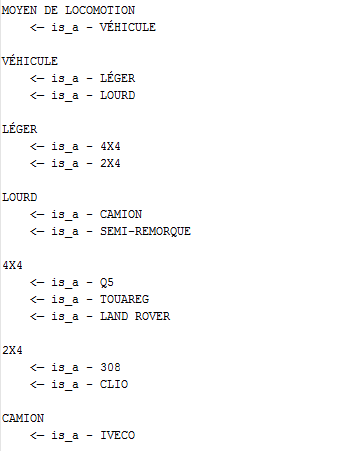 MOYEN DE LOCOMOTION
<— is_a - VÉHICULE
VÉHICULE
<— is_a - LÉGER
<— is_a - LOURD
LÉGER
<— is_a - 4X4
<— is_a - 2X4
LOURD
<— is_a - CAMION
<— is_a - SEMI-REMORQUE
4X4
<— is_a - Q5
<— is_a - TOUAREG
<— is_a - LAND ROVER
2X4
<— is_a - 308
<— is_a - CLIO
CAMION
<— is_a - IVECO